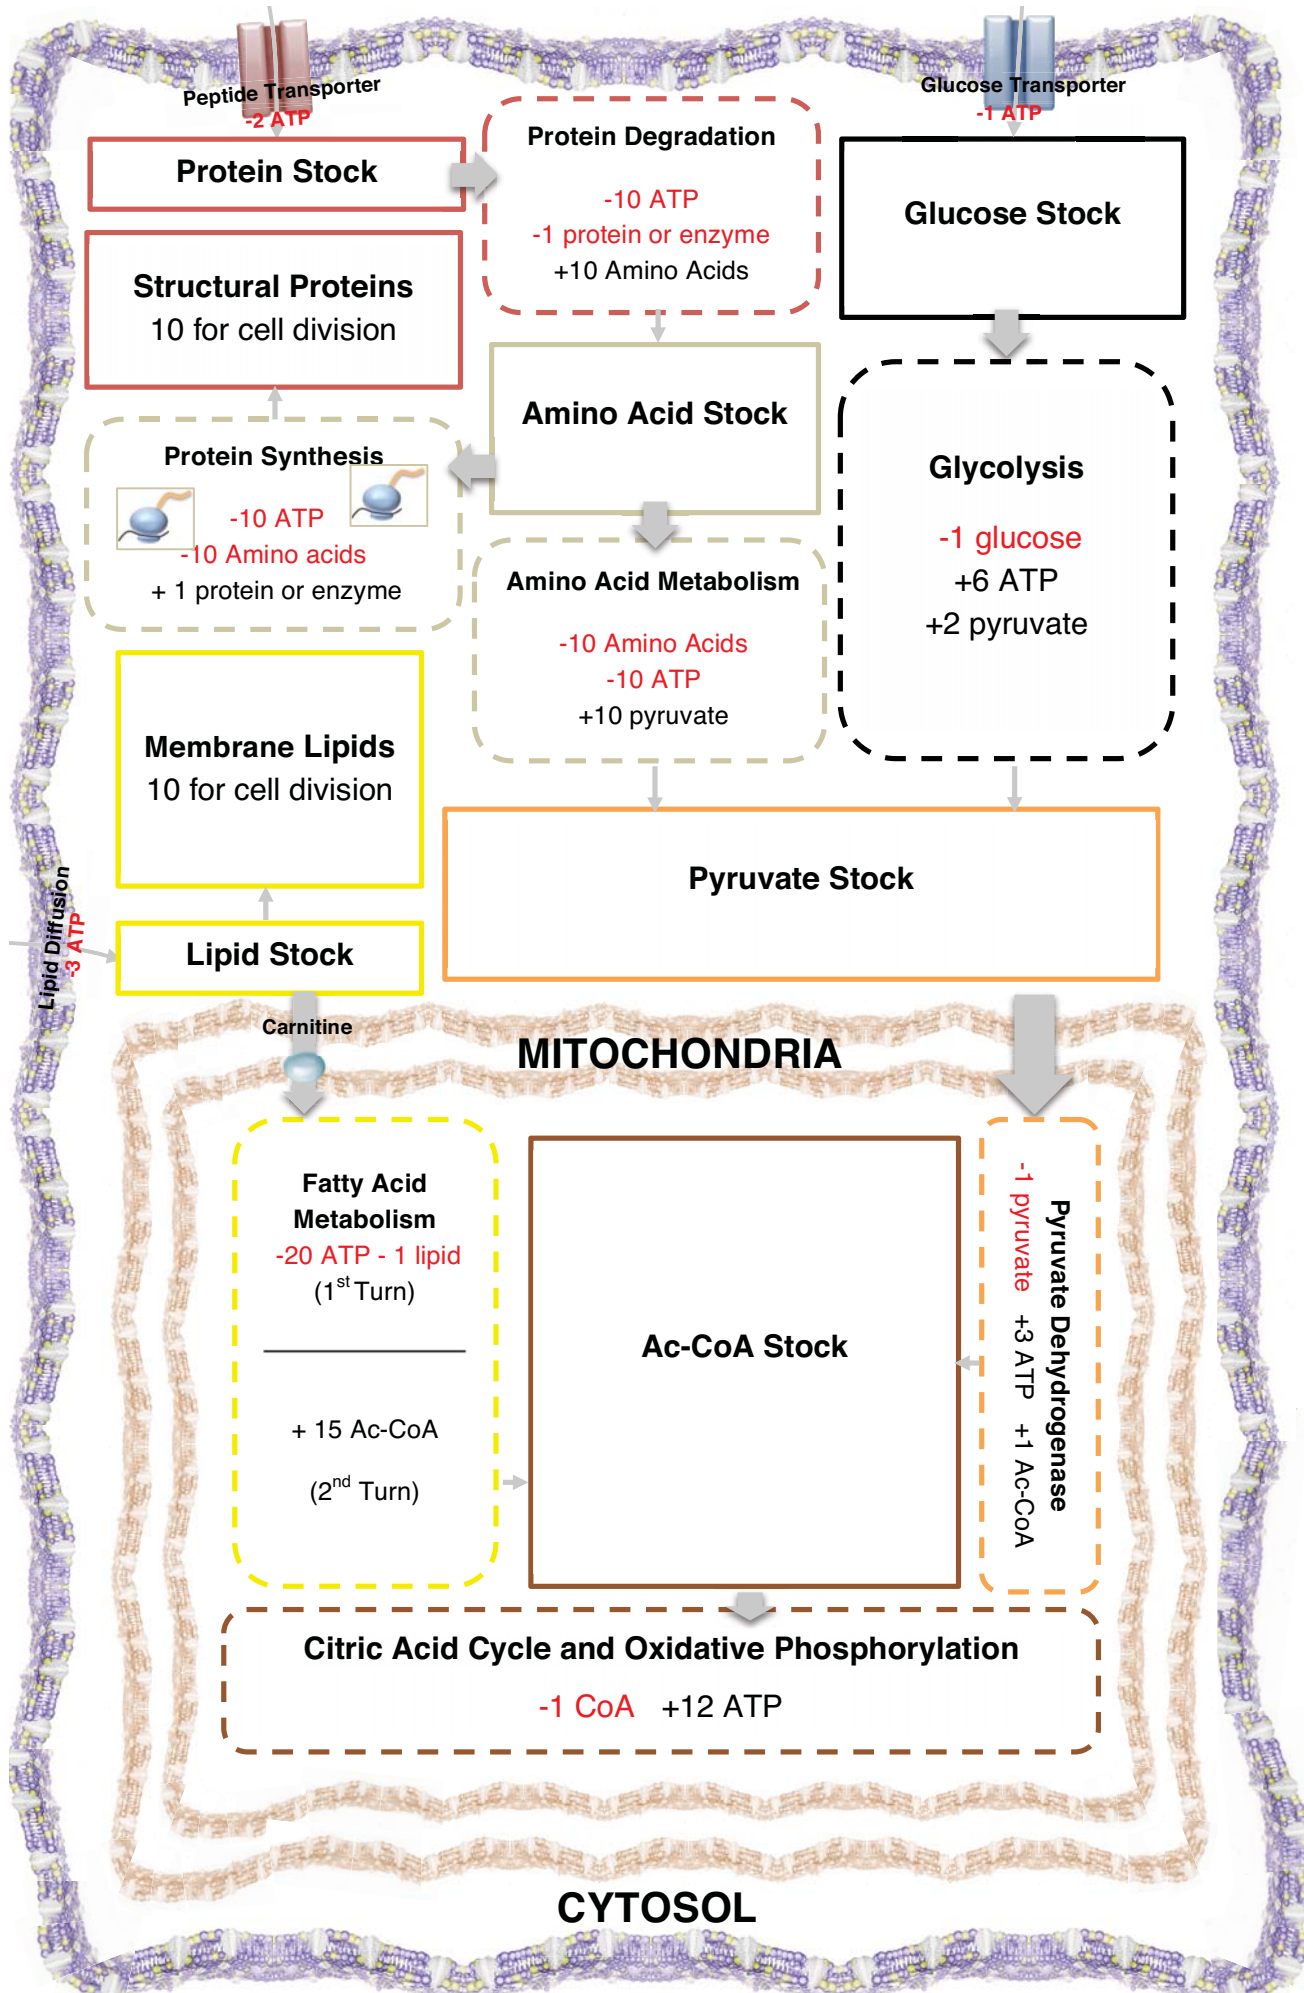 Peptide Transporter
-2 ATP
Glucose Transporter
-1 ATP
Protein Stock
Protein Degradation
-10 ATP
-1 protein or enzyme
+10 Amino Acids
Glucose Stock
Structural Proteins
10 for cell division
Amino Acid Stock
Protein Synthesis
-10 ATP
-10 Amino acids
+ 1 protein or enzyme
Amino Acid Metabolism
-10 Amino Acids
-10 ATP
+10 pyruvate
Glycolysis
-1 glucose
+6 ATP
+2 pyruvate
Membrane Lipids
10 for cell division
Pyruvate Stock
Lipid Diffusion
-3 ATP
Lipid Stock
Carnitine
MITOCHONDRIA
Fatty Acid
Metabolism
-20 ATP - 1 lipid
(1st Turn)
+ 15 Ac-CoA
(2nd Turn)
Ac-CoA Stock
Pyruvate Dehydrogenase
-1 pyruvate +3 ATP +1 Ac-CoA
Citric Acid Cycle and Oxidative Phosphorylation
-1 CoA +12 ATP
CYTOSOL